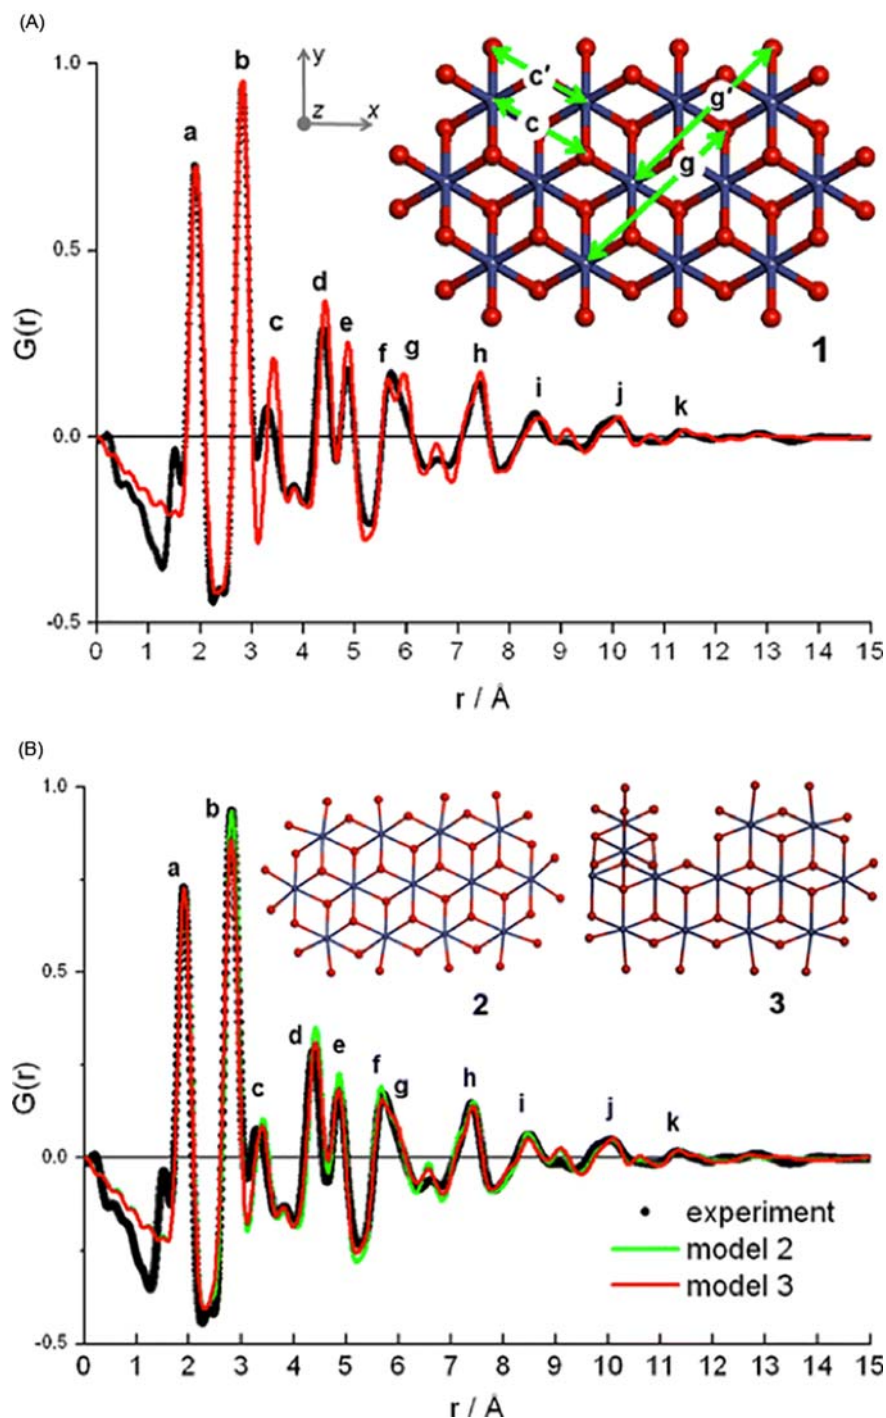 (A)
1.0
0.5
0.0
-0.5
G(r)
a
b
c
d
e
f
g
h
i
j
k
y
z
x
c'
c
g'
g
1
0 1 2 3 4 5 6 7 8 9 10 11 12 13 14 15
r / Å
(B)
1.0
0.5
0.0
-0.5
G(r)
a
b
c
d
e
f
g
h
i
j
k
2
3
experiment
model 2
model 3
0 1 2 3 4 5 6 7 8 9 10 11 12 13 14 15
r / Å